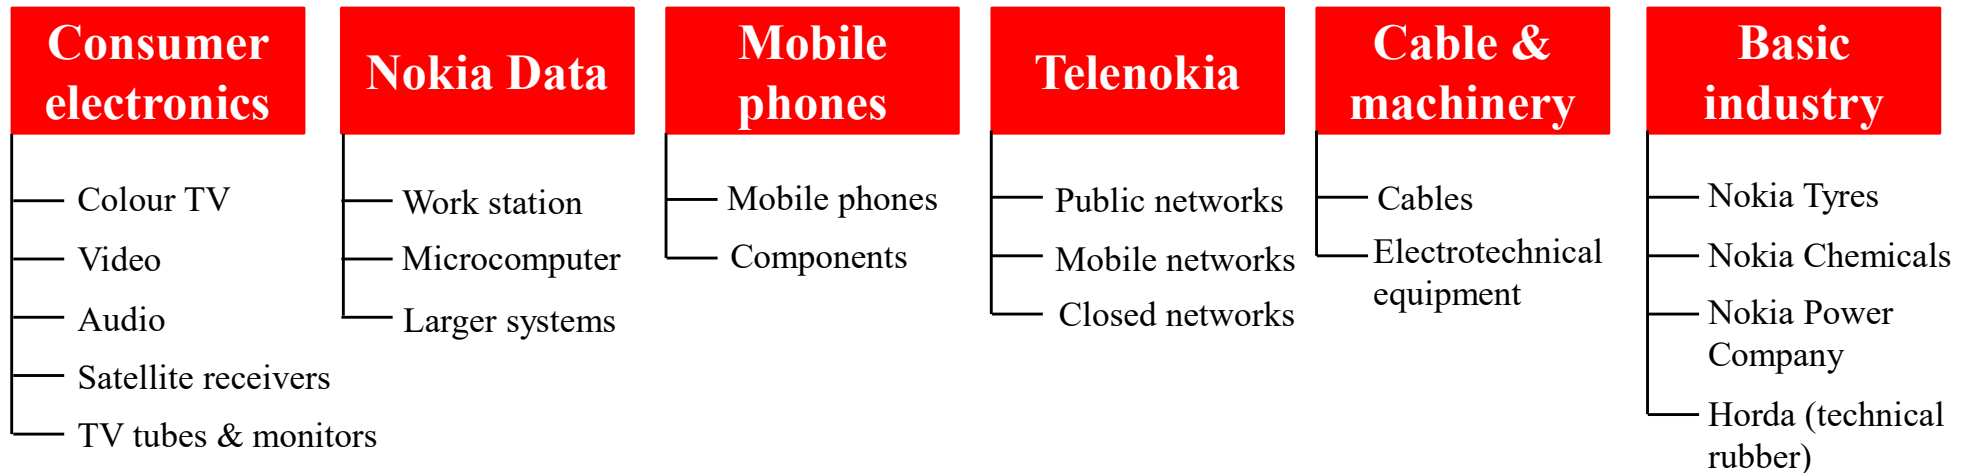 Consumer
electronics
Colour TV
Video
Audio
Satellite receivers
TV tubes & monitors
Nokia Data
Work station
Microcomputer
Larger systems
Mobile
phones
Mobile phones
Components
Telenokia
Public networks
Mobile networks
Closed networks
Cable &
machinery
Cables
Electrotechnical
equipment
Basic
industry
Nokia Tyres
Nokia Chemicals
Nokia Power
Company
Horda (technical
rubber)